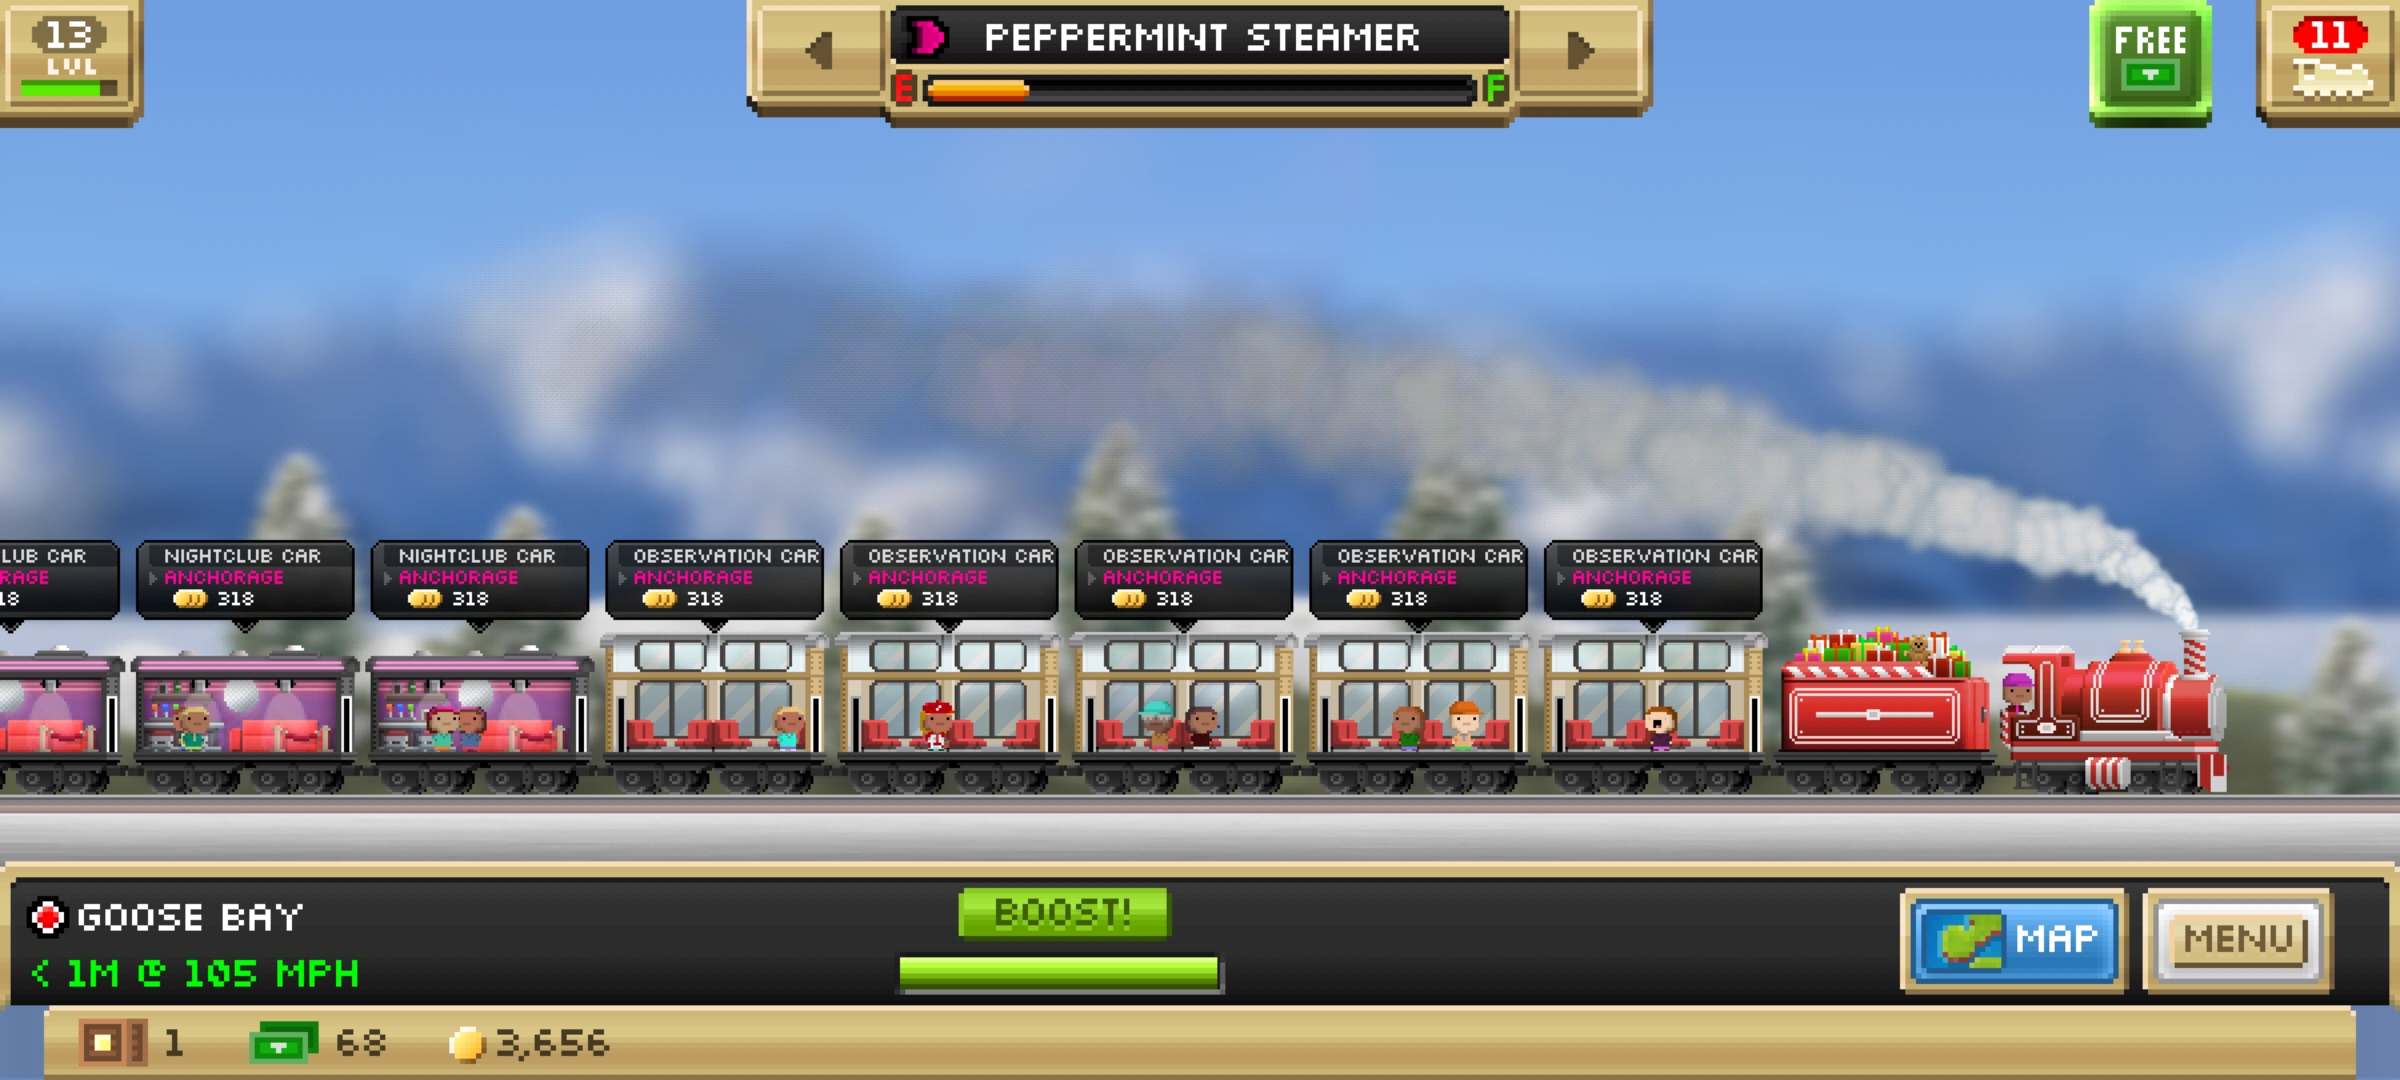 13
LVL
PEPPERMINT STEAMER
E
F
FREE
11
LUB CAR
RAGE
18
NIGHTCLUB CAR
ANCHORAGE
318
NIGHTCLUB CAR
ANCHORAGE
318
OBSERVATION CAR
ANCHORAGE
318
OBSERVATION CAR
ANCHORAGE
318
OBSERVATION CAR
ANCHORAGE
318
OBSERVATION CAR
ANCHORAGE
318
OBSERVATION CAR
ANCHORAGE
318
GOOSE BAY
< 1M @ 105 MPH
BOOST!
MAP
MENU
1
68
3,656